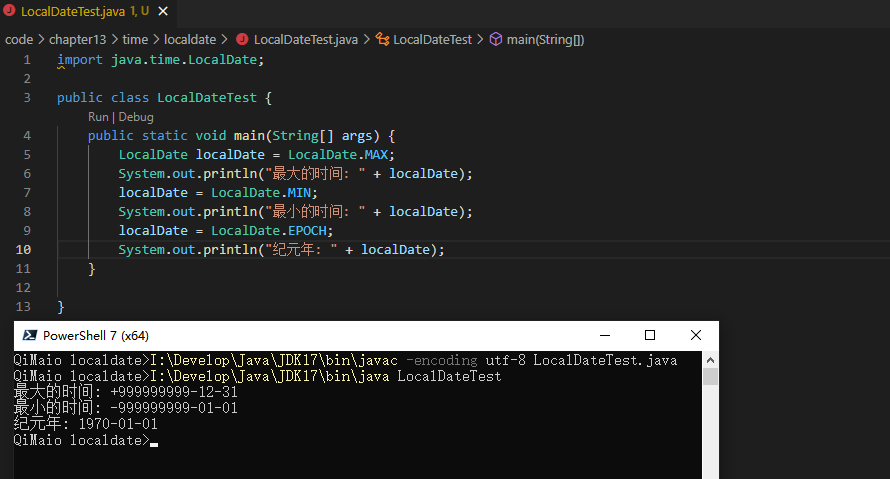 LocalDateTest.java 1, U
code > chapter13 > time > localdate > LocalDateTest.java > LocalDateTest > main(String[])
1 import java.time.LocalDate;
2
3 public class LocalDateTest {
Run | Debug
4 public static void main(String[] args) {
5 LocalDate localDate = LocalDate.MAX;
6 System.out.println("最大的时间: " + localDate);
7 localDate = LocalDate.MIN;
8 System.out.println("最小的时间: " + localDate);
9 localDate = LocalDate.EPOCH;
10 System.out.println("纪元年: " + localDate);
11 }
12
13 }
PowerShell 7 (x64)
QiMaio localdate>I:\Develop\Java\JDK17\bin\javac -encoding utf-8 LocalDateTest.java
QiMaio localdate>I:\Develop\Java\JDK17\bin\java LocalDateTest
最大的时间: +999999999-12-31
最小的时间: -999999999-01-01
纪元年: 1970-01-01
QiMaio localdate>